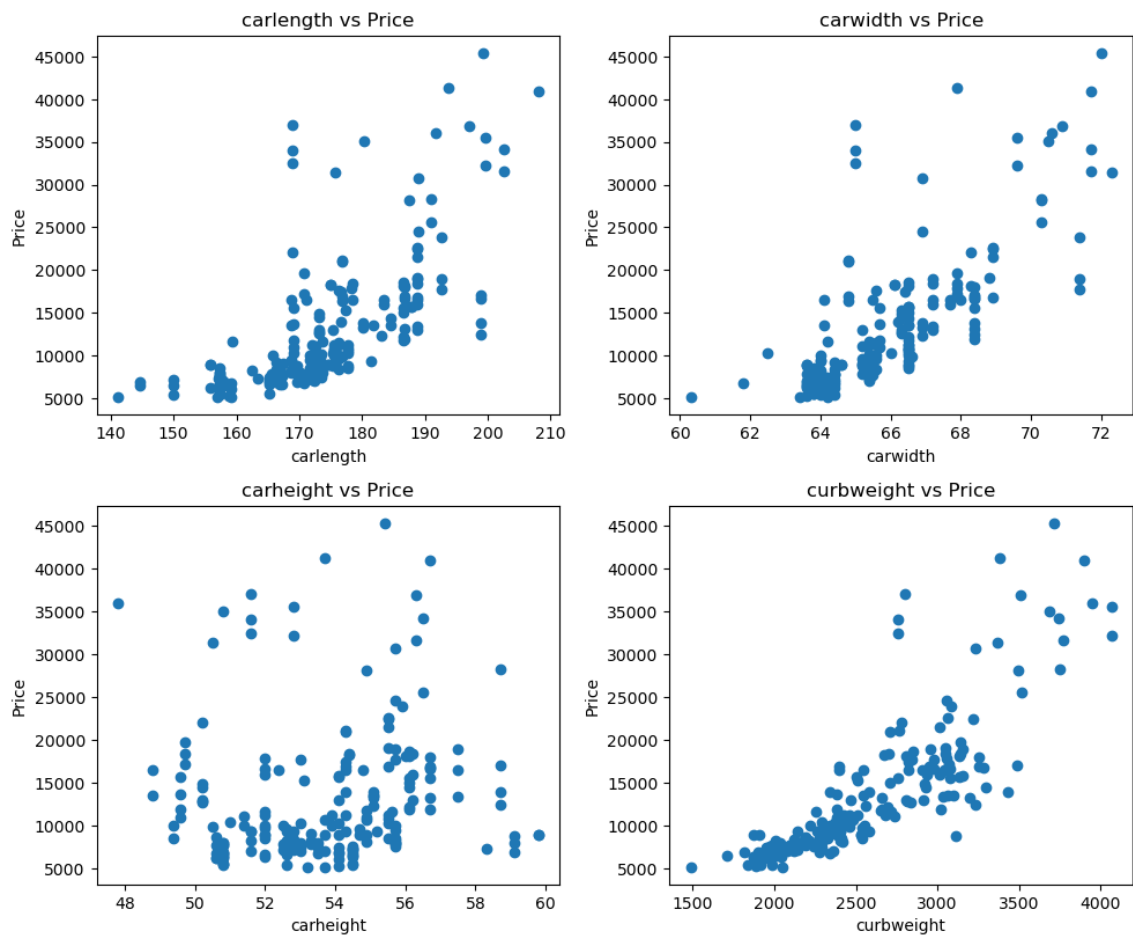 carlength vs Price
45000
40000
35000
30000
25000
20000
15000
10000
5000
Price
140 150 160 170 180 190 200 210
carlength
carwidth vs Price
45000
40000
35000
30000
25000
20000
15000
10000
5000
Price
60 62 64 66 68 70 72
carwidth
carheight vs Price
45000
40000
35000
30000
25000
20000
15000
10000
5000
Price
48 50 52 54 56 58 60
carheight
curbweight vs Price
45000
40000
35000
30000
25000
20000
15000
10000
5000
Price
1500 2000 2500 3000 3500 4000
curbweight